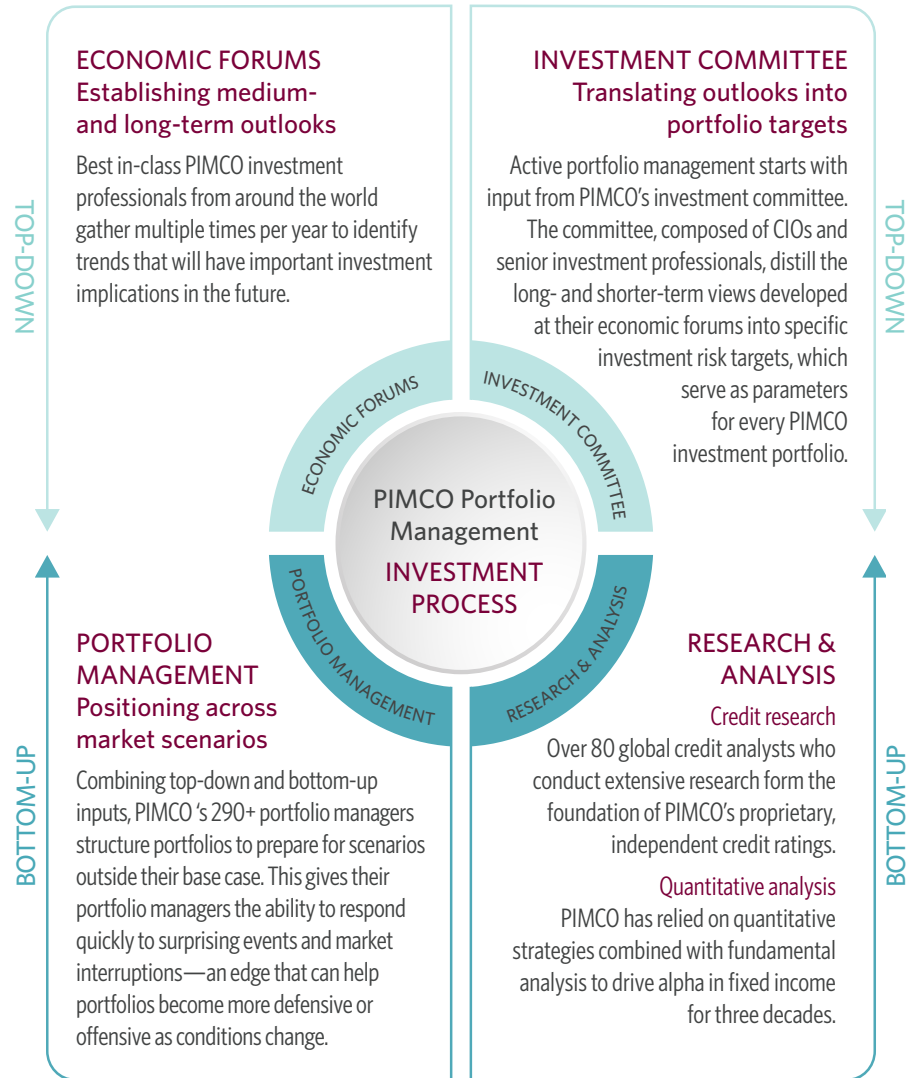 ECONOMIC FORUMS
Establishing medium-
and long-term outlooks
Best in-class PIMCO investment
professionals from around the world
gather multiple times per year to identify
trends that will have important investment
implications in the future.
INVESTMENT COMMITTEE
Translating outlooks into
portfolio targets
Active portfolio management starts with
input from PIMCO’s investment committee.
The committee, composed of CIOs and
senior investment professionals, distill the
long- and shorter-term views developed
at their economic forums into specific
investment risk targets, which
serve as parameters
for every PIMCO
investment portfolio.
TOP-DOWN
TOP-DOWN
ECONOMIC FORUMS
INVESTMENT COMMITTEE
PIMCO Portfolio
Management
INVESTMENT
PROCESS
PORTFOLIO MANAGEMENT
RESEARCH & ANALYSIS
PORTFOLIO
MANAGEMENT
Positioning across
market scenarios
Combining top-down and bottom-up
inputs, PIMCO ‘s 290+ portfolio managers
structure portfolios to prepare for scenarios
outside their base case. This gives their
portfolio managers the ability to respond
quickly to surprising events and market
interruptions—an edge that can help
portfolios become more defensive or
offensive as conditions change.
RESEARCH &
ANALYSIS
Credit research
Over 80 global credit analysts who
conduct extensive research form the
foundation of PIMCO’s proprietary,
independent credit ratings.
Quantitative analysis
PIMCO has relied on quantitative
strategies combined with fundamental
analysis to drive alpha in fixed income
for three decades.
BOTTOM-UP
BOTTOM-UP